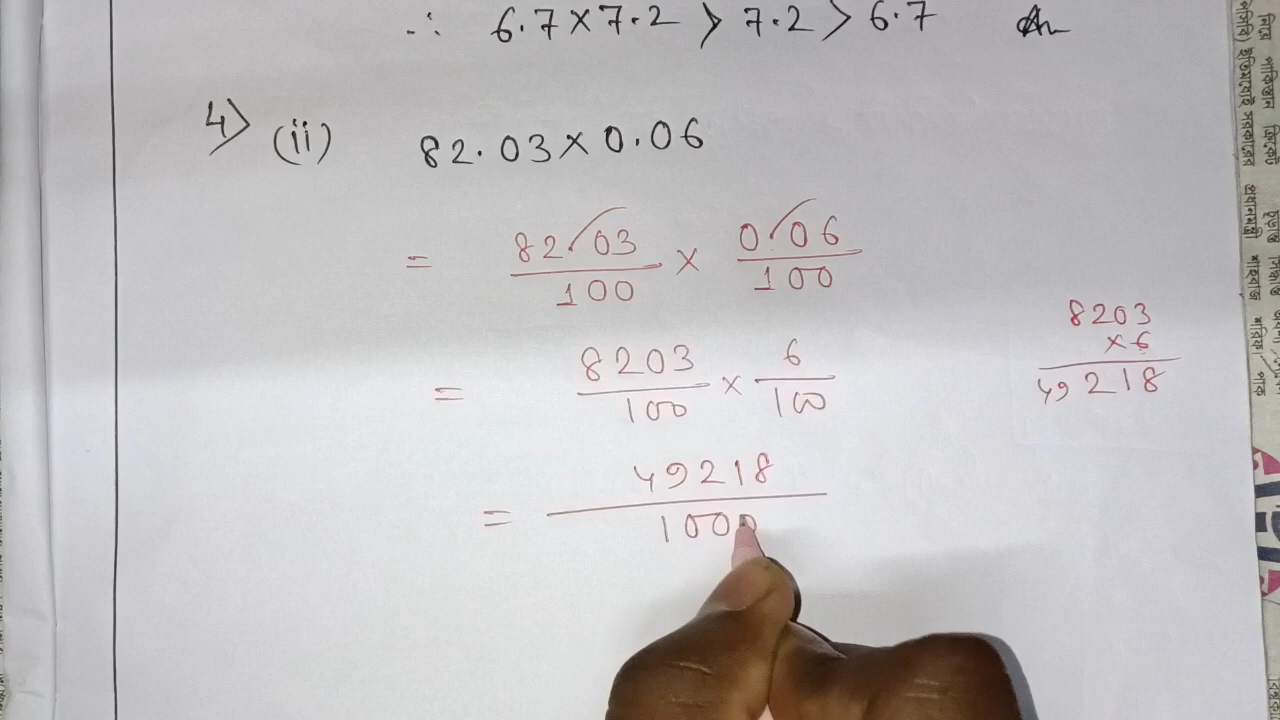 ∴ 6.7×7.2 > 7.2 > 6.7 An
4> (ii) 82.03×0.06
= 82.03/100 × 0.06/100
= 8203/100 × 6/100
8203
×6
49218
= 49218/1000